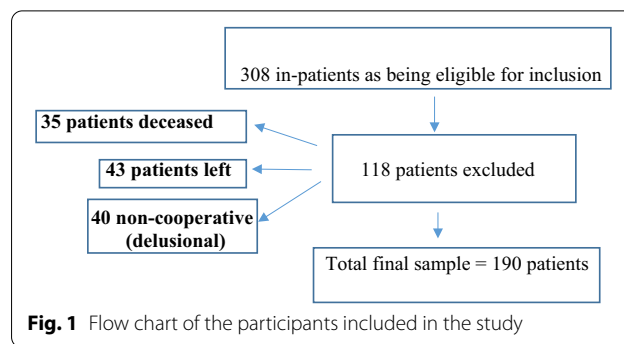 308 in-patients as being eligible for inclusion
35 patients deceased
43 patients left
118 patients excluded
40 non-cooperative
(delusional)
Total final sample = 190 patients
Fig. 1 Flow chart of the participants included in the study